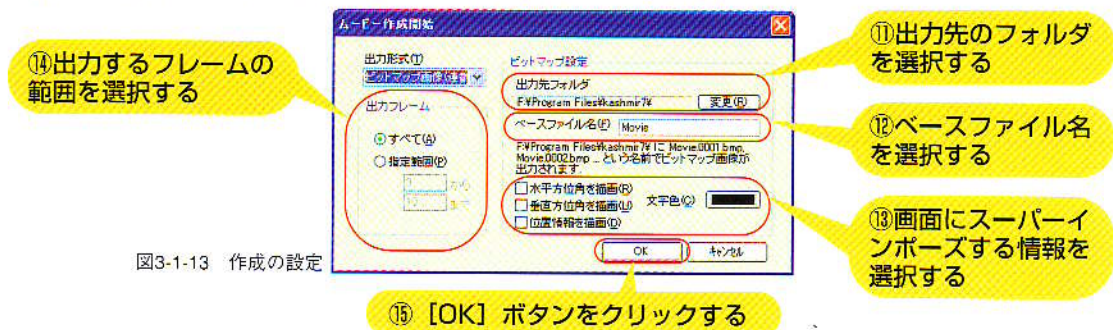 ムービー作成開始
⑭出力するフレームの
範囲を選択する
出力形式(T)
ビットマップ画像(連番
出力フレーム
すべて(A)
指定範囲(P)
から
まで
ビットマップ設定
出力先フォルダ
F:¥Program Files¥kashmir7¥
変更(R)
ベースファイル名(F)
Movie
F:¥Program Files¥kashmir7¥ に Movie.0001.bmp,
Movie.0002.bmp ... という名前でビットマップ画像が
出力されます.
水平方位角を描画(R)
垂直方位角を描画(U)
位置情報を描画(D)
文字色(C)
OK
キャンセル
⑪出力先のフォルダ
を選択する
⑫ベースファイル名
を選択する
⑬画面にスーパーイ
ンポーズする情報を
選択する
図3-1-13 作成の設定
⑮ [OK] ボタンをクリックする